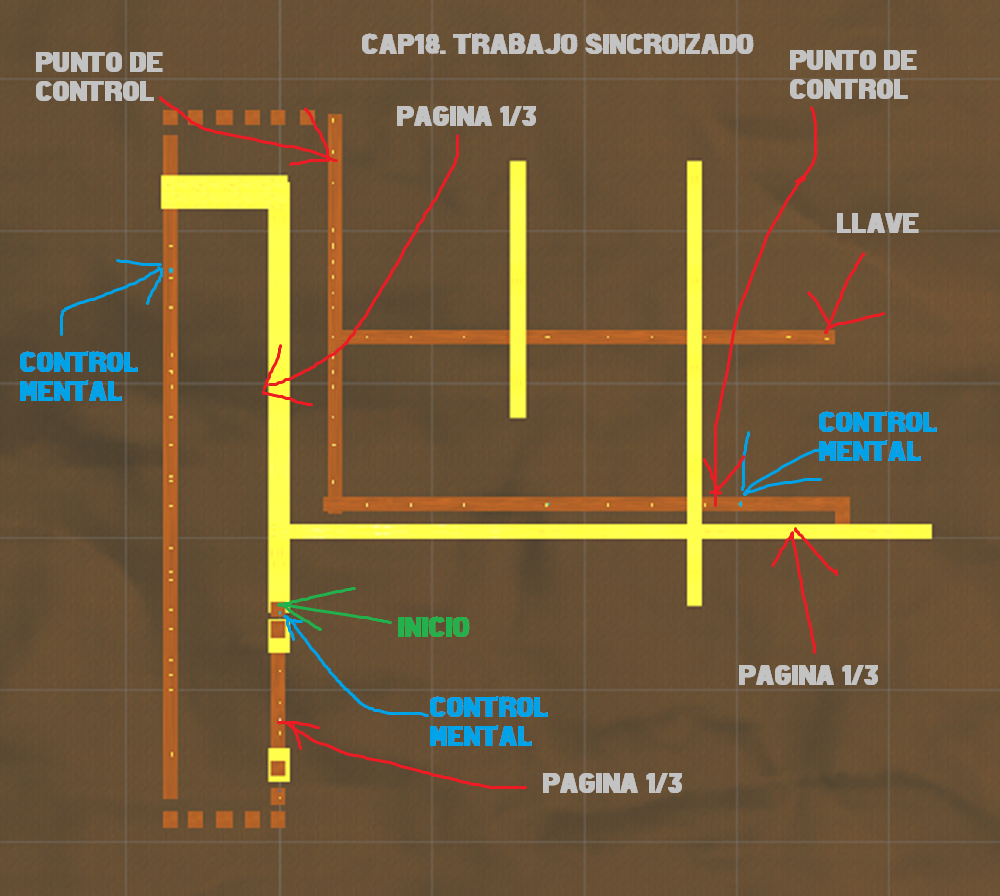 CAP18. TRABAJO SINCROIZADO
PUNTO DE
CONTROL
PUNTO DE
CONTROL
PAGINA 1/3
LLAVE
CONTROL
MENTAL
CONTROL
MENTAL
INICIO
PAGINA 1/3
CONTROL
MENTAL
PAGINA 1/3